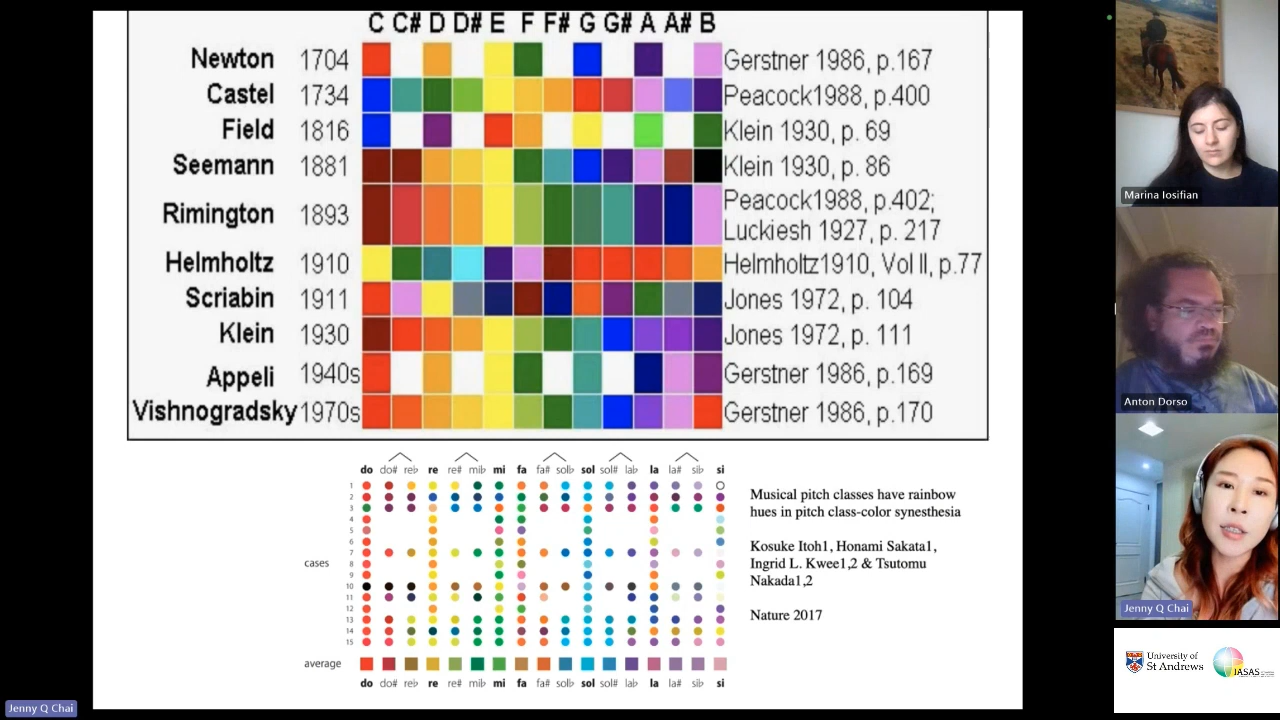 C C# D D# E F F# G G# A A# B
Newton 1704 Gerstner 1986, p.167
Castel 1734 Peacock1988, p.400
Field 1816 Klein 1930, p. 69
Seemann 1881 Klein 1930, p. 86
Rimington 1893 Peacock1988, p.402;
Luckiesh 1927, p. 217
Helmholtz 1910 Helmholtz1910, Vol II, p.77
Scriabin 1911 Jones 1972, p. 104
Klein 1930 Jones 1972, p. 111
Appeli 1940s Gerstner 1986, p.169
Vishnogradsky 1970s Gerstner 1986, p.170
do do# re♭ re re# mi♭ mi fa fa# sol♭ sol sol# la♭ la la# si♭ si
1
2
3
4
5
6
7
cases 8
9
10
11
12
13
14
15
average
do do# re♭ re re# mi♭ mi fa fa# sol♭ sol sol# la♭ la la# si♭ si
Musical pitch classes have rainbow
hues in pitch class-color synesthesia
Kosuke Itoh1, Honami Sakata1,
Ingrid L. Kwee1,2 & Tsutomu
Nakada1,2
Nature 2017
Marina Iosifian
Anton Dorso
Jenny Q Chai
University of
St Andrews
IASAS
Jenny Q Chai